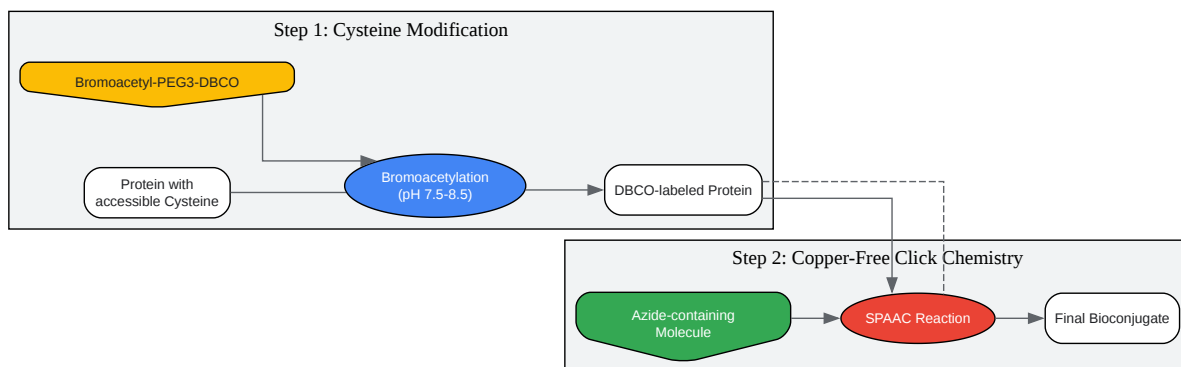 Step 1: Cysteine Modification
Bromoacetyl-PEG3-DBCO
Protein with
accessible Cysteine
Bromoacetylation
(pH 7.5-8.5)
DBCO-labeled Protein
Step 2: Copper-Free Click Chemistry
Azide-containing
Molecule
SPAAC Reaction
Final Bioconjugate